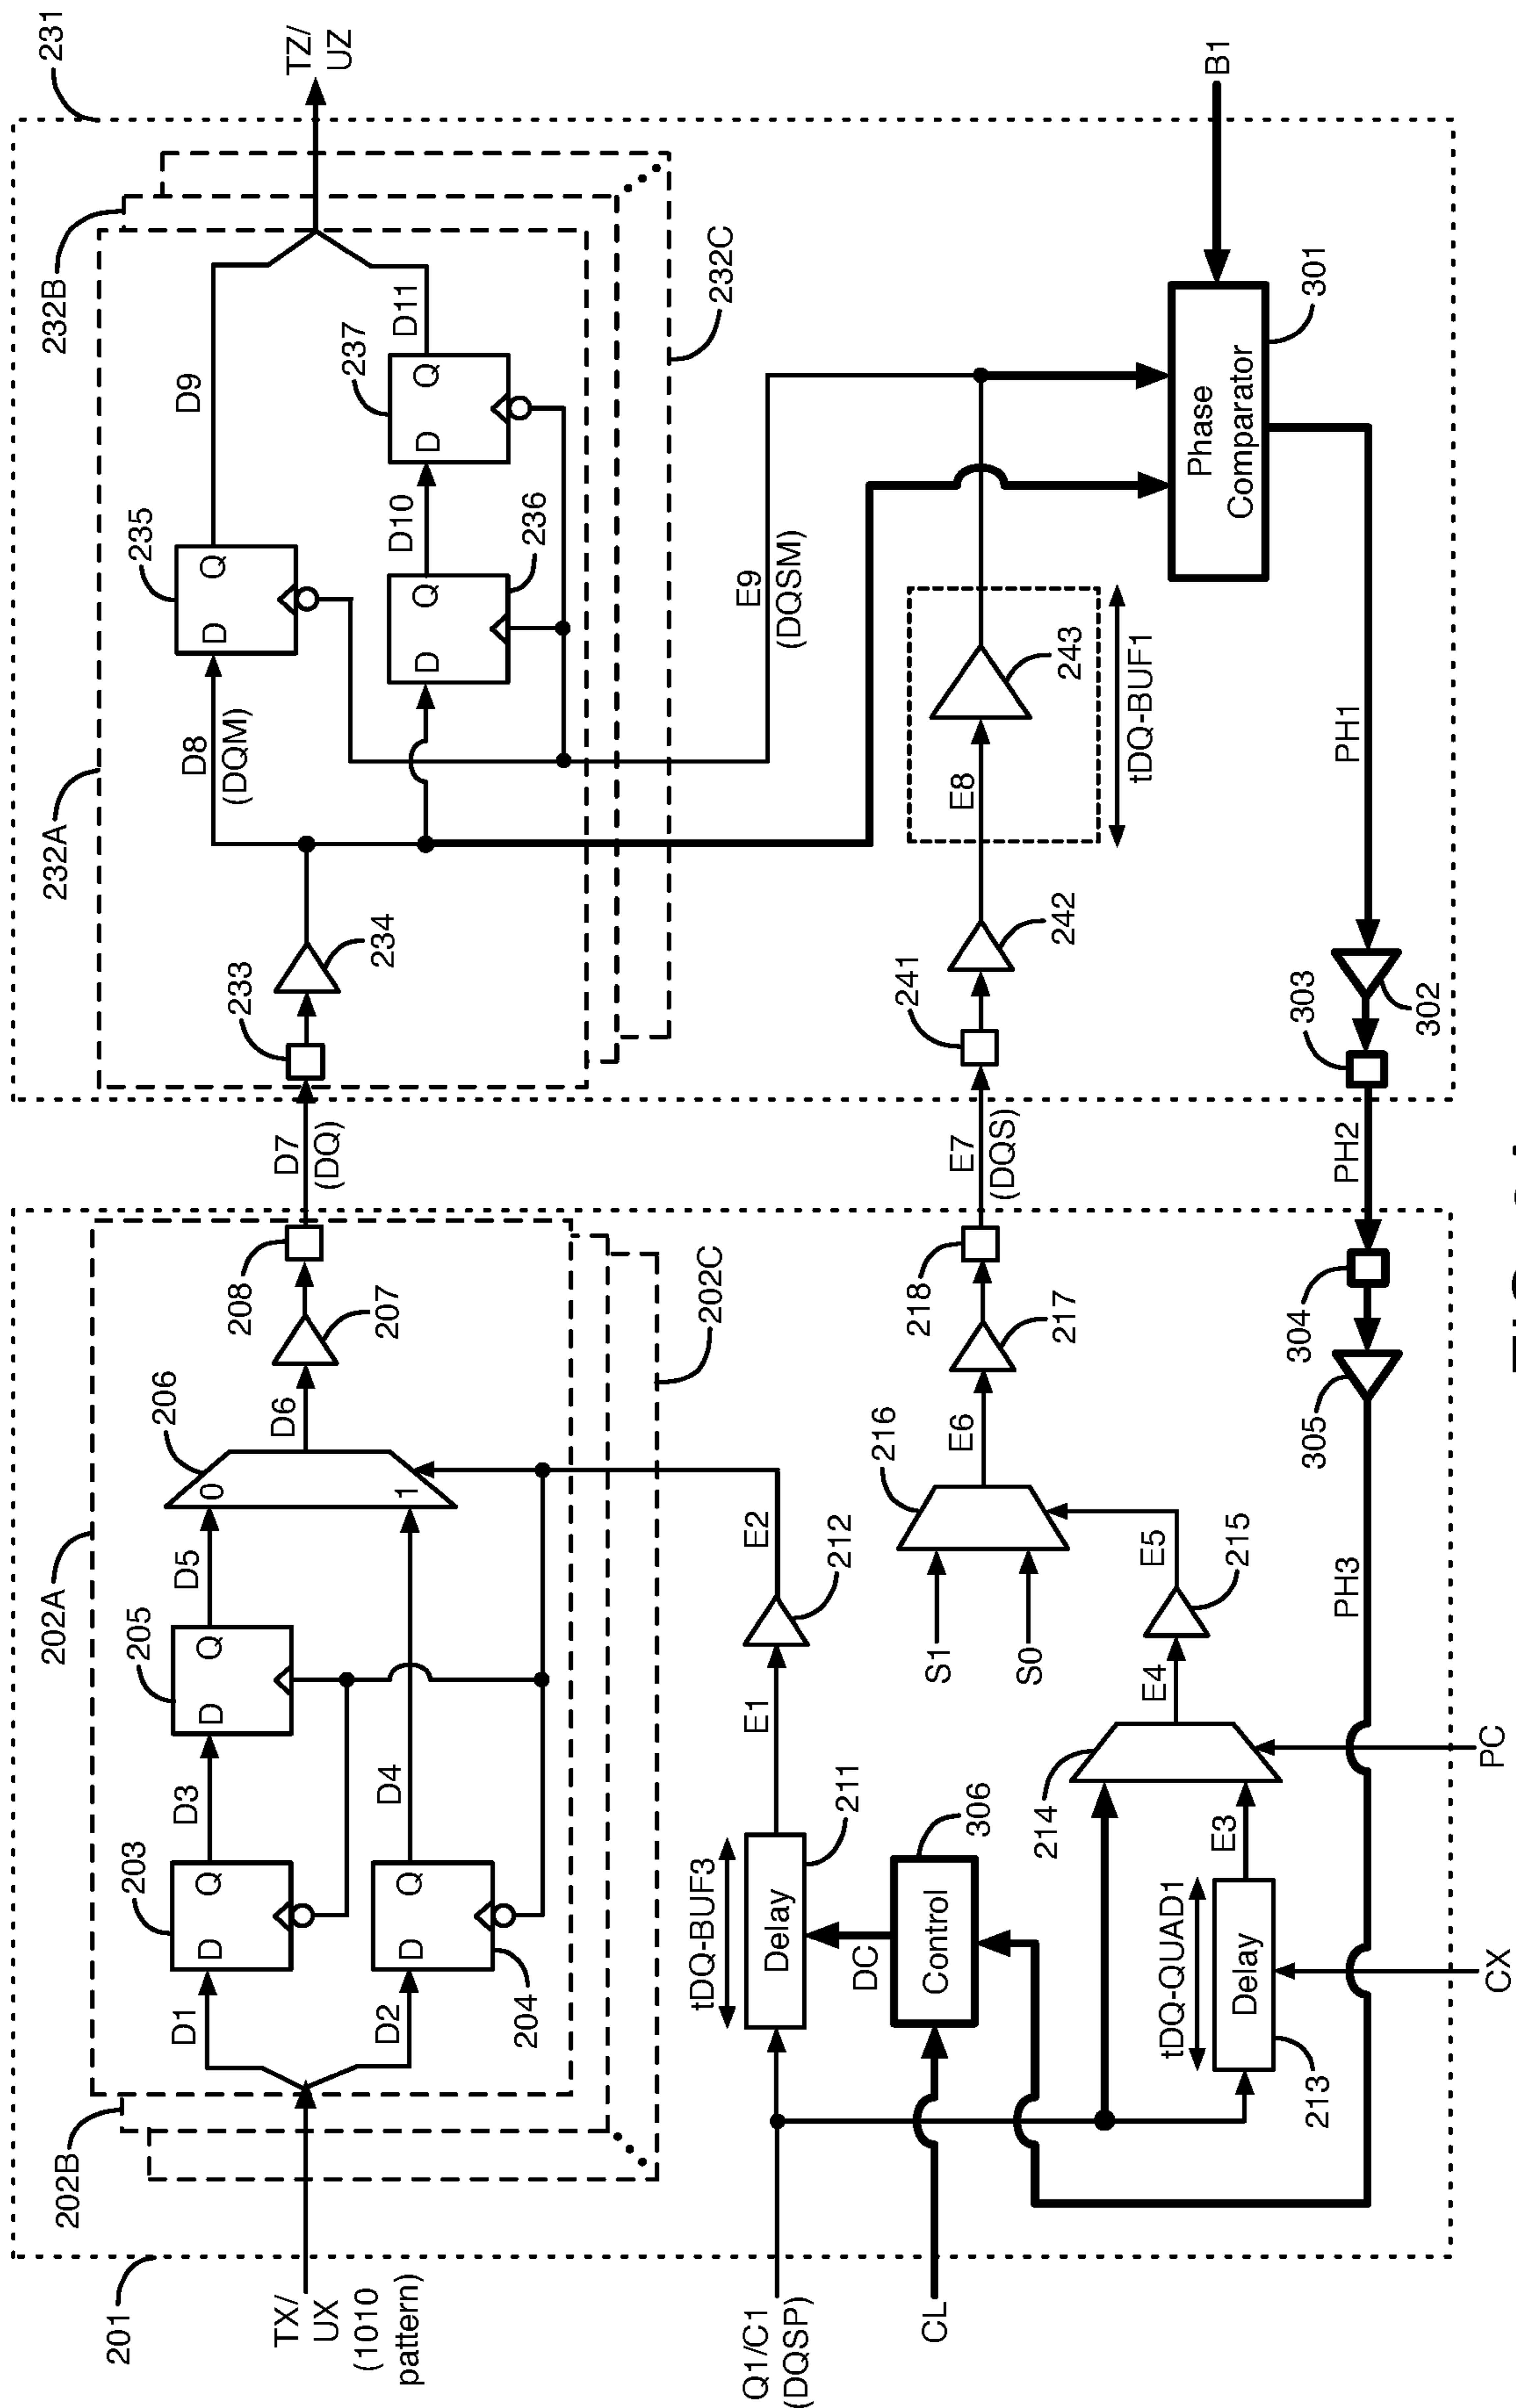 201
202B
202A
TX/
UX
(1010
pattern)
D1
D2
203
D
Q
204
D
Q
D3
D4
205
D
Q
D5
206
0
1
D6
207
208
202C
D7
(DQ)
233
234
232A
D8
(DQM)
235
D
Q
D9
D
Q
236
D10
237
D
Q
D11
232B
232C
231
TZ/
UZ
Q1/C1
(DQSP)
tDQ-BUF3
Delay
211
E1
212
E2
CL
DC
Control
306
tDQ-QUAD1
Delay
213
E3
214
CX
PC
E4
215
E5
S1
S0
216
E6
217
218
E7
(DQS)
241
242
E8
243
tDQ-BUF1
E9
(DQSM)
Phase
Comparator
301
B1
PH1
302
303
PH2
304
305
PH3